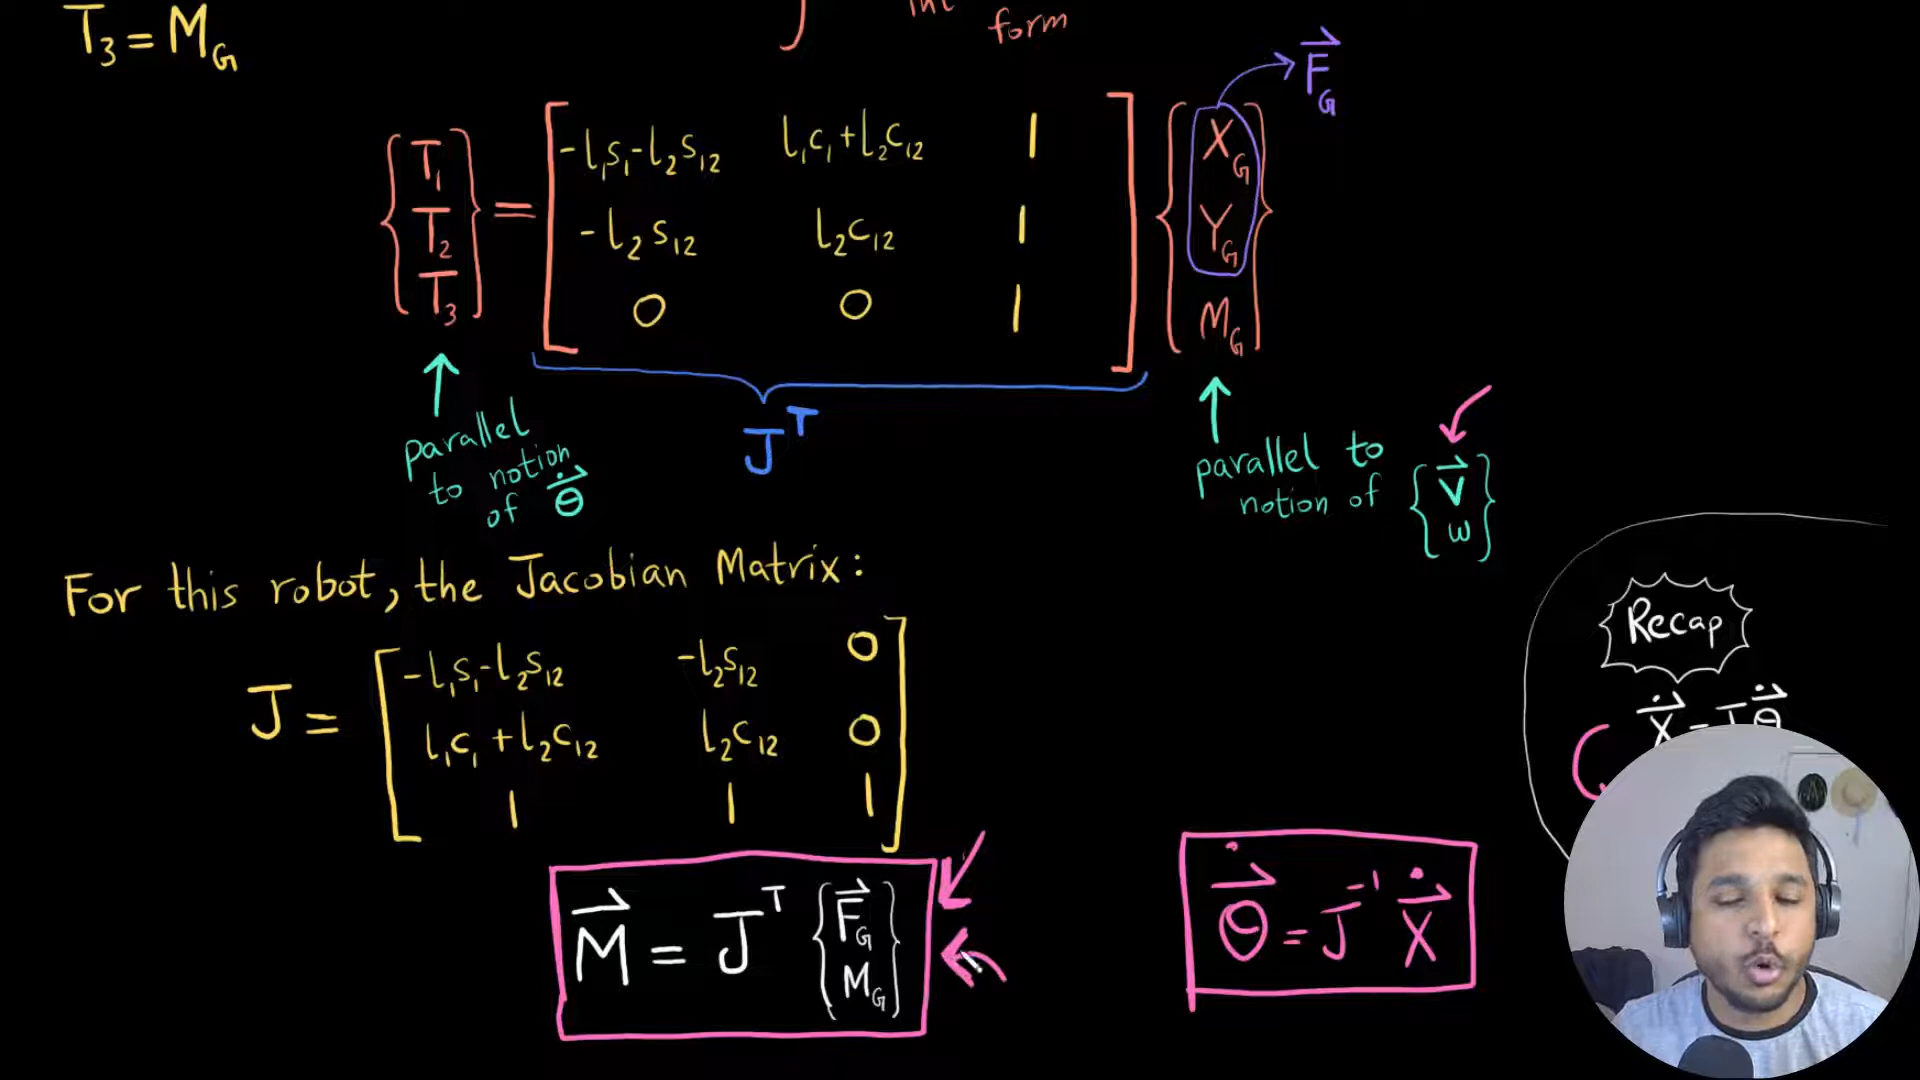 T₃ = M_G
form
F⃗_G
{T₁ T₂ T₃} = [-l₁s₁-l₂s₁₂ l₁c₁+l₂c₁₂ 1
-l₂s₁₂ l₂c₁₂ 1
0 0 1] {X_G Y_G M_G}
J^T
parallel
to notion
of θ̇⃗
parallel to
notion of {v⃗ ω}
For this robot, the Jacobian Matrix:
J = [-l₁s₁-l₂s₁₂ -l₂s₁₂ 0
l₁c₁+l₂c₁₂ l₂c₁₂ 0
1 1 1]
Recap
Ẋ⃗ = J θ̇⃗
M⃗ = J^T {F⃗_G M_G}
θ̇⃗ = J⁻¹ Ẋ⃗